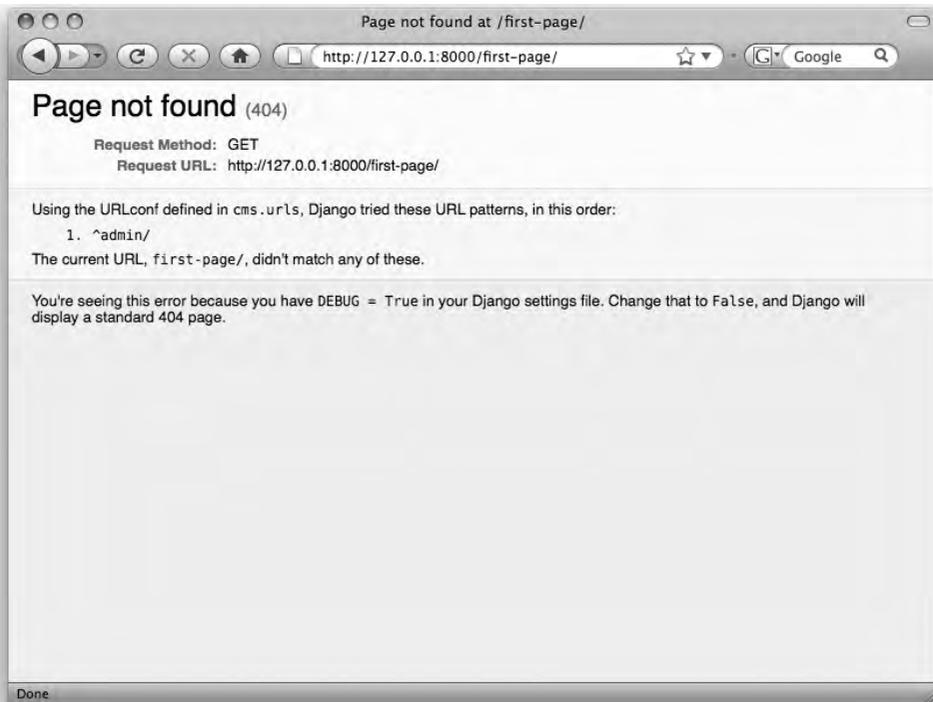 Page not found at /first-page/
http://127.0.0.1:8000/first-page/
G Google
Page not found (404)
Request Method: GET
Request URL: http://127.0.0.1:8000/first-page/
Using the URLconf defined in cms.urls, Django tried these URL patterns, in this order:
1. ^admin/
The current URL, first-page/, didn't match any of these.
You're seeing this error because you have DEBUG = True in your Django settings file. Change that to False, and Django will
display a standard 404 page.
Done